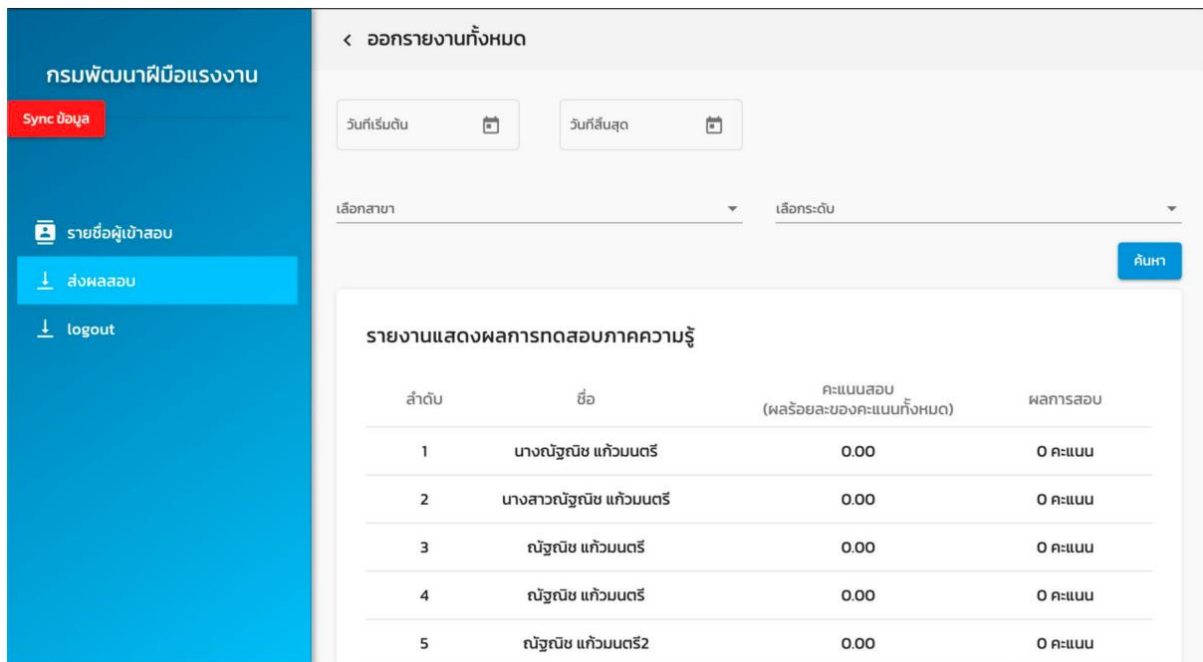 กรมพัฒนาฝีมือแรงงาน
Sync ข้อมูล
รายชื่อผู้เข้าสอบ
ส่งผลสอบ
logout
ออกรายงานทั้งหมด
วันที่เริ่มต้น วันที่สิ้นสุด
เลือกสาขา เลือกระดับ
ค้นหา
รายงานแสดงผลการทดสอบภาคความรู้
ลำดับ ชื่อ คะแนนสอบ (ผลร้อยละของคะแนนทั้งหมด) ผลการสอบ
1 นางณัฐณิช แก้วมนตรี 0.00 0 คะแนน
2 นางสาวณัฐณิช แก้วมนตรี 0.00 0 คะแนน
3 ณัฐณิช แก้วมนตรี 0.00 0 คะแนน
4 ณัฐณิช แก้วมนตรี 0.00 0 คะแนน
5 ณัฐณิช แก้วมนตรี2 0.00 0 คะแนน